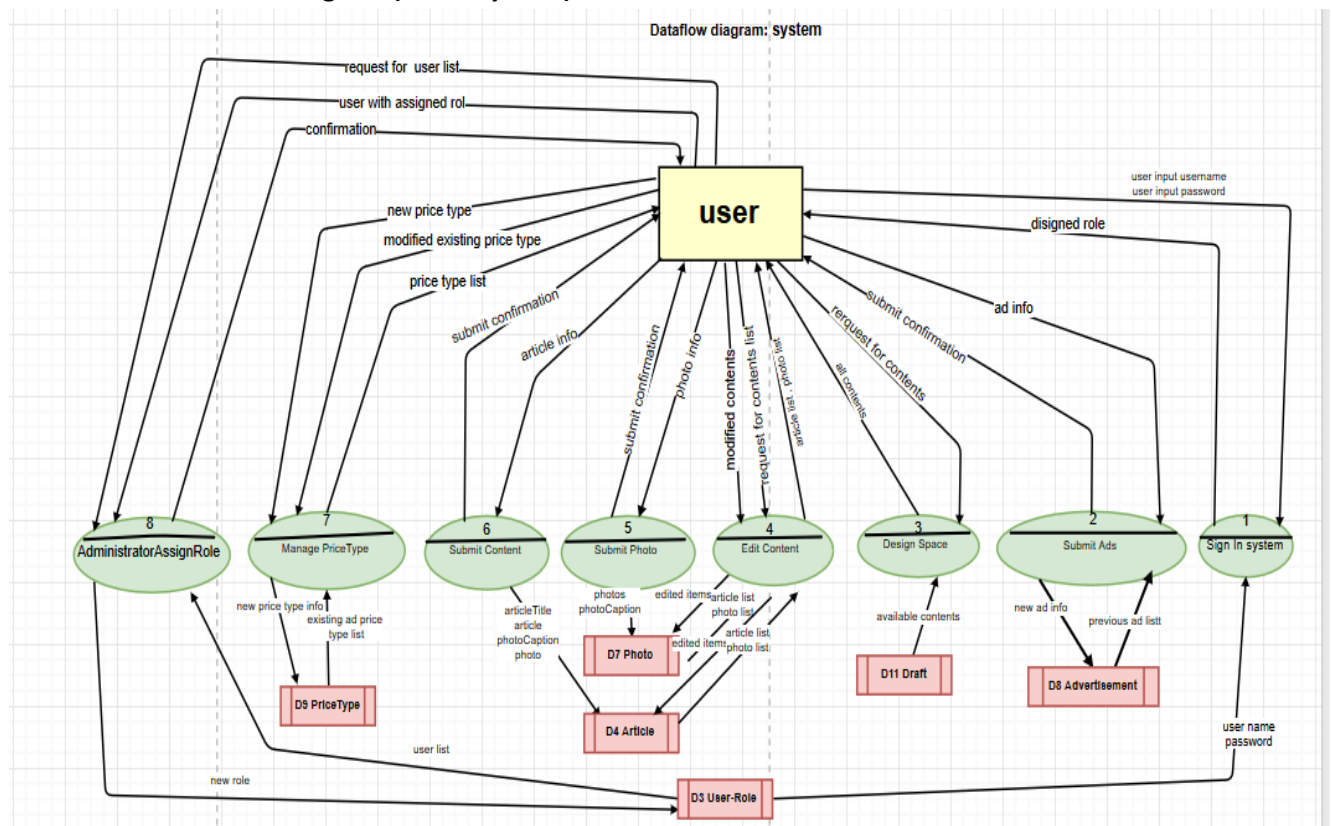 Dataflow diagram: system
request for user list
user with assigned rol
confirmation
user
user input username
user input password
new price type
disigned role
modified existing price type
price type list
submit confirmation
article info
submit confirmation
photo info
modified contents
request for contents list
article list , photo list
all contents
rerquest for contents
submit confirmation
ad info
8
AdministratorAssignRole
7
Manage PriceType
6
Submit Content
5
Submit Photo
4
Edit Content
3
Design Space
2
Submit Ads
1
Sign In system
new price type info
existing ad price
type list
articleTitle
article
photoCaption
photo
photos
photoCaption
edited items
article list
photo list
edited items
article list
photo list
available contents
new ad info
previous ad listt
D7 Photo
D11 Draft
D8 Advertisement
D9 PriceType
D4 Article
user name
password
user list
new role
D3 User-Role